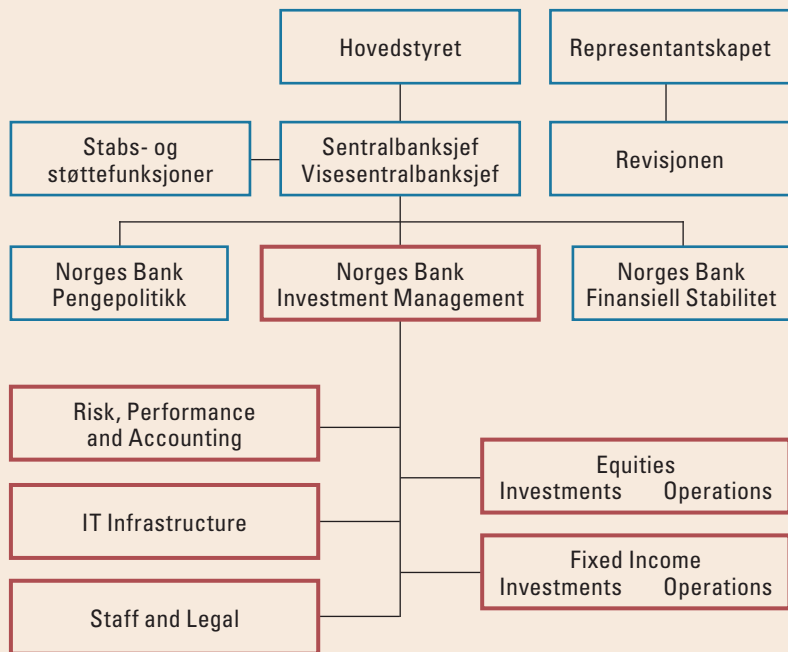 Hovedstyret
Representantskapet
Stabs- og
støttefunksjoner
Sentralbanksjef
Visesentralbanksjef
Revisjonen
Norges Bank
Pengepolitikk
Norges Bank
Investment Management
Norges Bank
Finansiell Stabilitet
Risk, Performance
and Accounting
Equities
Investments Operations
IT Infrastructure
Fixed Income
Investments Operations
Staff and Legal